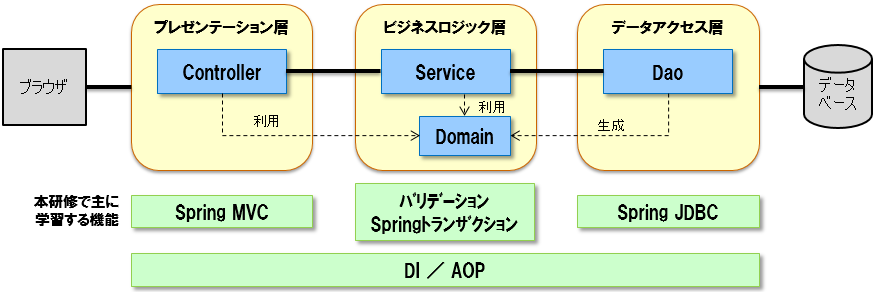 プレゼンテーション層
ビジネスロジック層
データアクセス層
ブラウザ
Controller
Service
Dao
データ
ベース
利用
利用
生成
Domain
本研修で主に
学習する機能
Spring MVC
バリデーション
Springトランザクション
Spring JDBC
DI ／ AOP